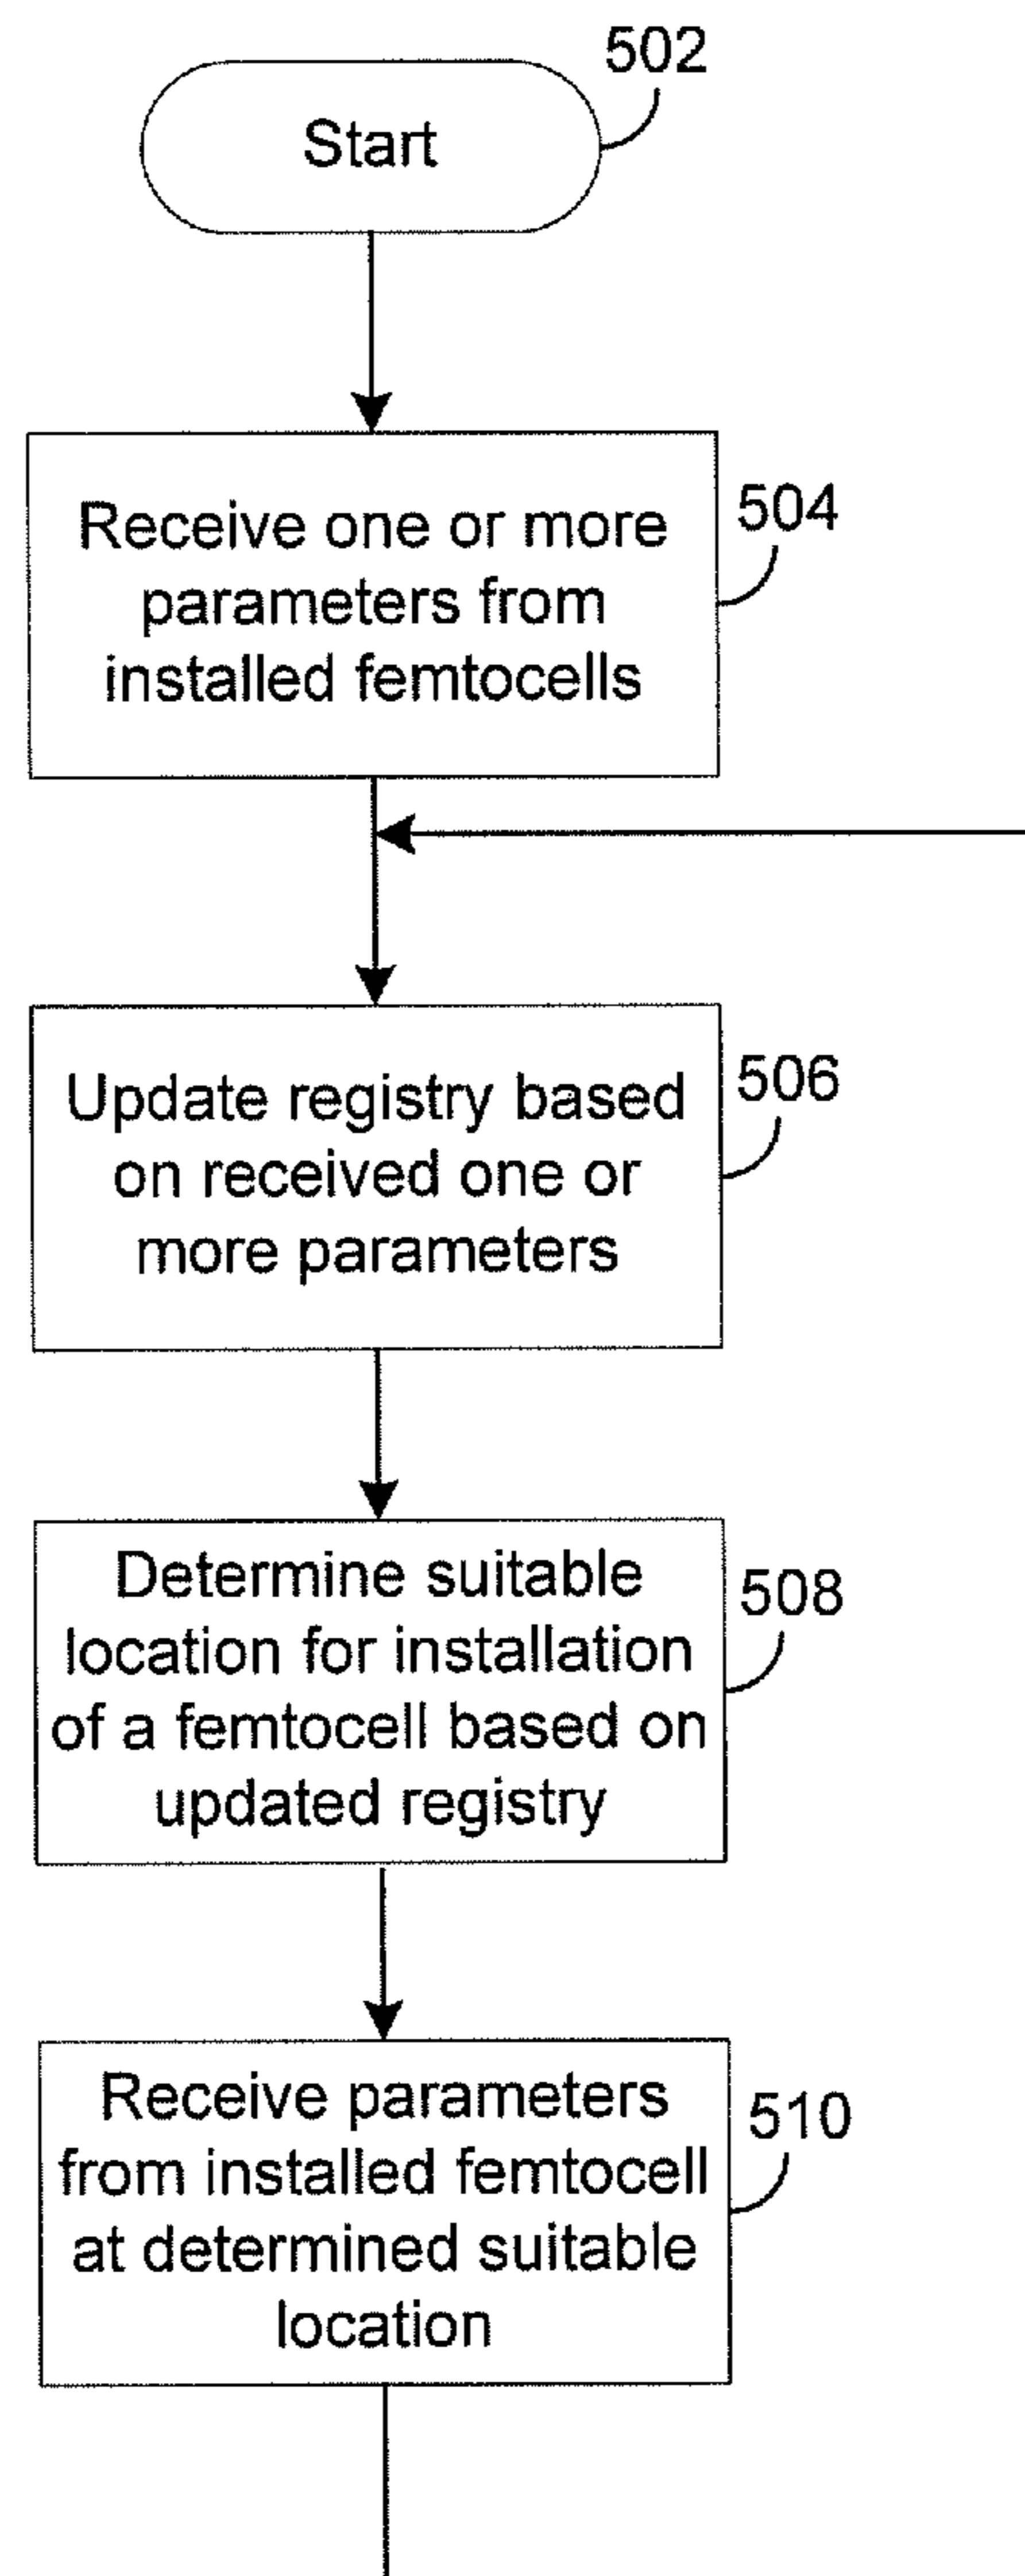 502
Start
504
Receive one or more
parameters from
installed femtocells
506
Update registry based
on received one or
more parameters
508
Determine suitable
location for installation
of a femtocell based on
updated registry
510
Receive parameters
from installed femtocell
at determined suitable
location